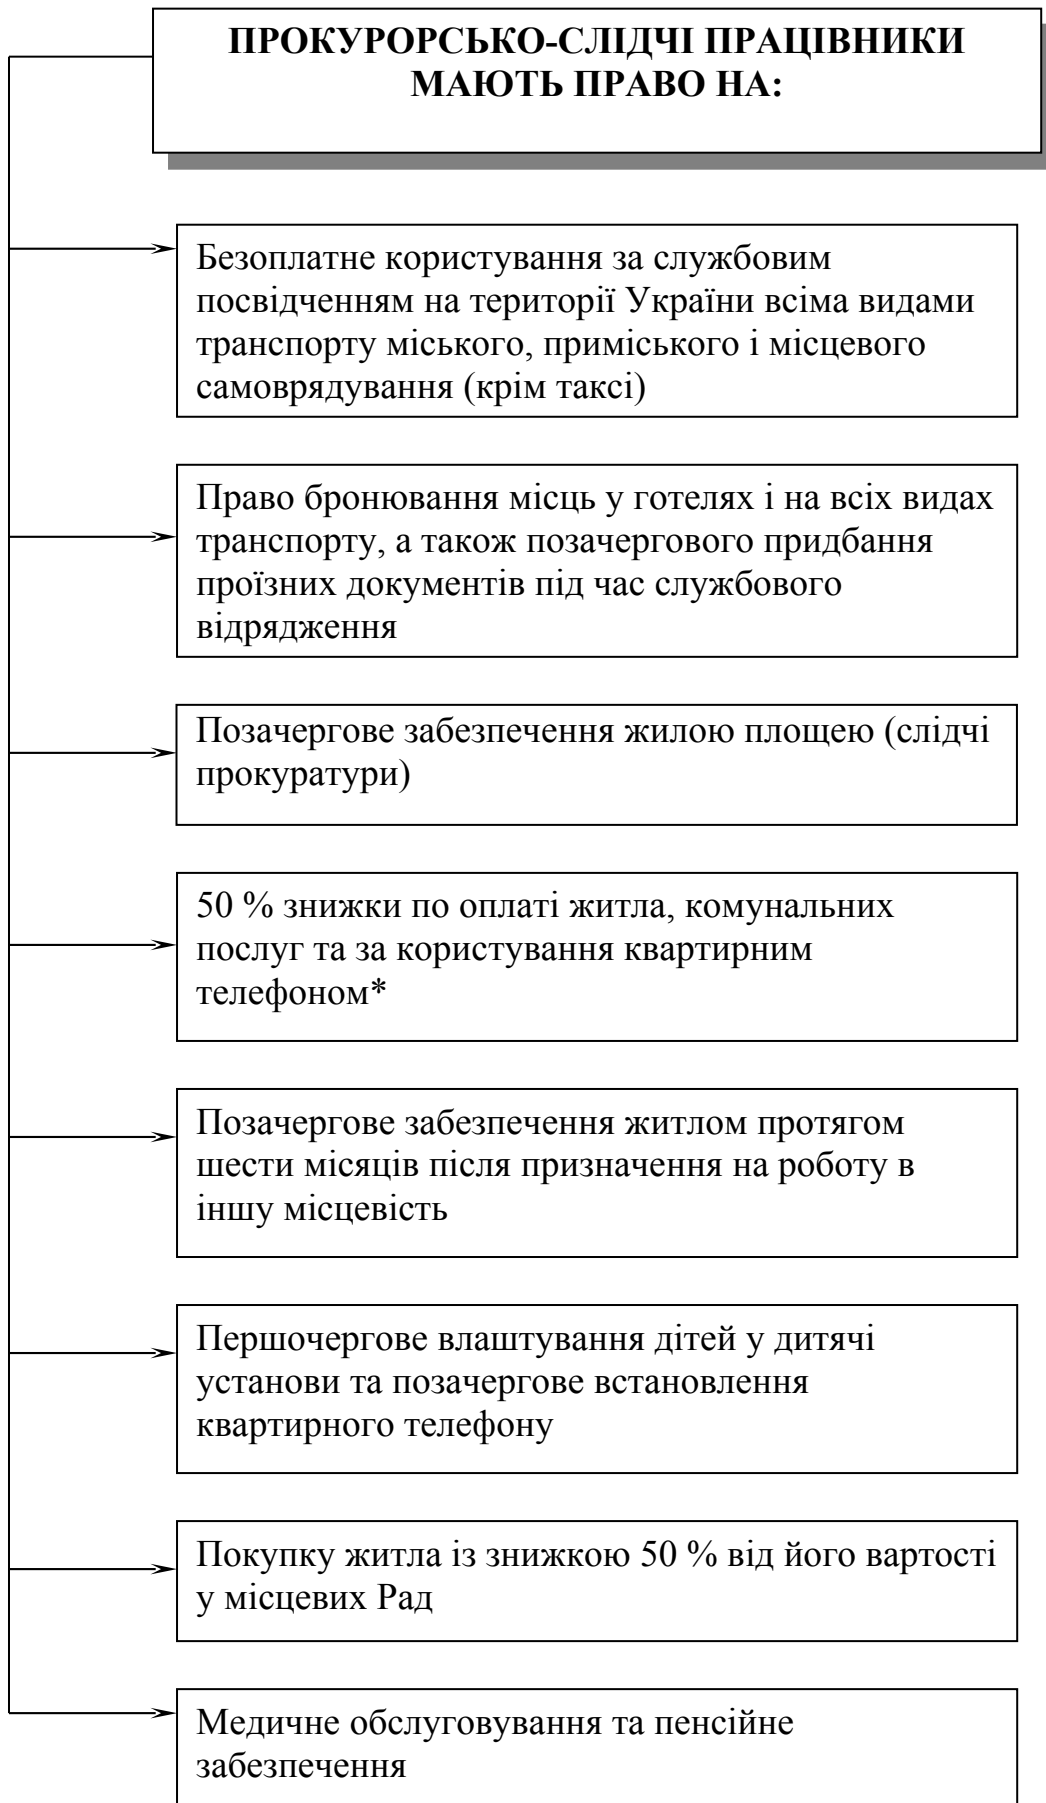 ПРОКУРОРСЬКО-СЛІДЧІ ПРАЦІВНИКИ
МАЮТЬ ПРАВО НА:
Безоплатне користування за службовим
посвідченням на території України всіма видами
транспорту міського, приміського і місцевого
самоврядування (крім таксі)
Право бронювання місць у готелях і на всіх видах
транспорту, а також позачергового придбання
проїзних документів під час службового
відрядження
Позачергове забезпечення жилою площею (слідчі
прокуратури)
50 % знижки по оплаті житла, комунальних
послуг та за користування квартирним
телефоном*
Позачергове забезпечення житлом протягом
шести місяців після призначення на роботу в
іншу місцевість
Першочергове влаштування дітей у дитячі
установи та позачергове встановлення
квартирного телефону
Покупку житла із знижкою 50 % від його вартості
у місцевих Рад
Медичне обслуговування та пенсійне
забезпечення